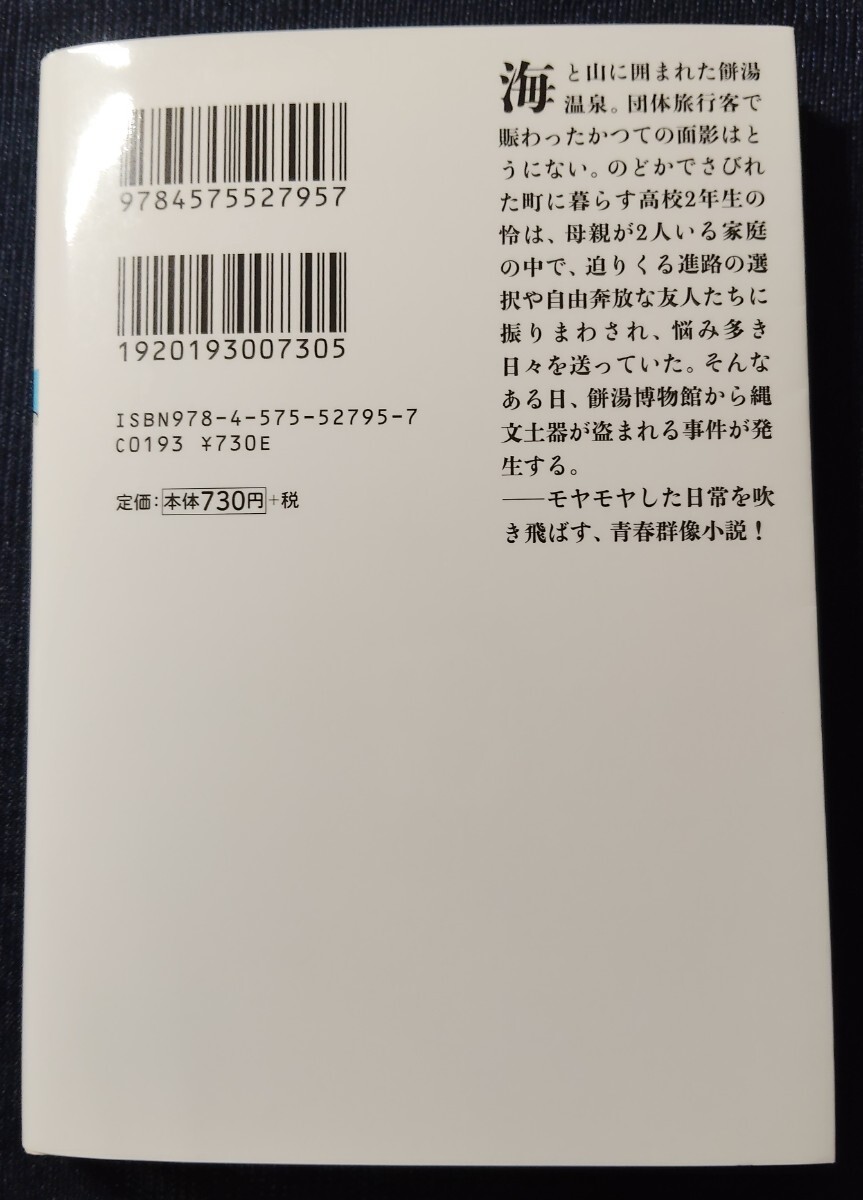 9784575527957
1920193007305
ISBN978-4-575-52795-7
C0193 ¥730E
定価：本体730円+税
海と山に囲まれた餅湯
温泉。団体旅行客で
賑わったかつての面影はと
うにない。のどかでさびれ
た町に暮らす高校2年生の
怜は、母親が2人いる家庭
の中で、迫りくる進路の選
択や自由奔放な友人たちに
振りまわされ、悩み多き
日々を送っていた。そんな
ある日、餅湯博物館から縄
文土器が盗まれる事件が発
生する。
――モヤモヤした日常を吹
き飛ばす、青春群像小説！